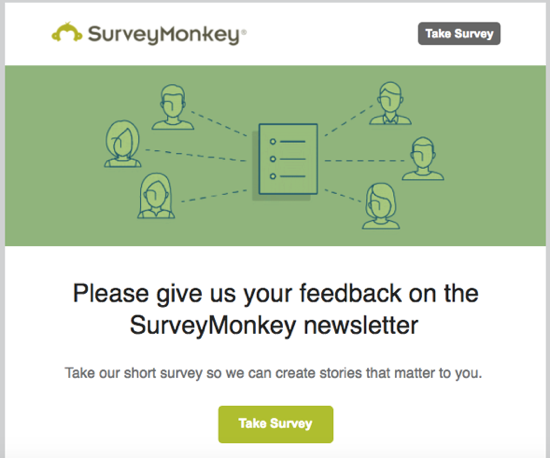 SurveyMonkey®
Take Survey
Please give us your feedback on the
SurveyMonkey newsletter
Take our short survey so we can create stories that matter to you.
Take Survey